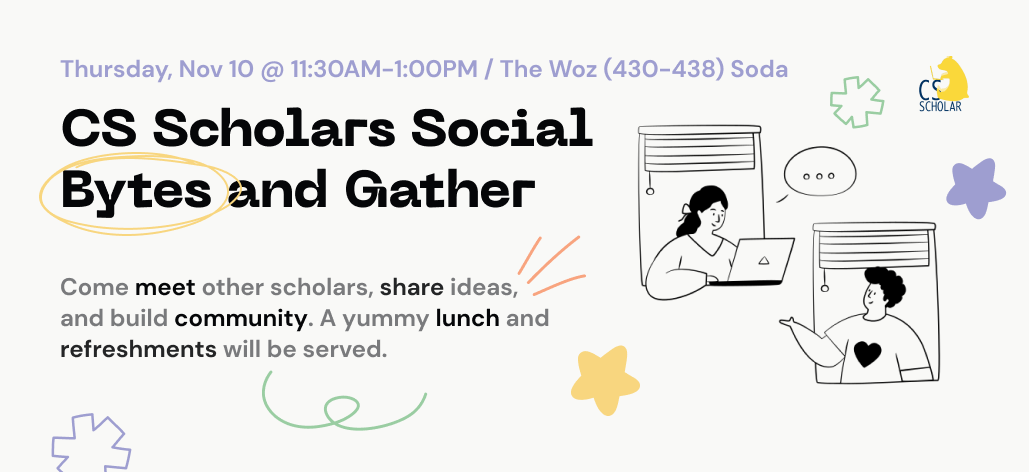 Thursday, Nov 10 @ 11:30AM-1:00PM / The Woz (430-438) Soda
CS
SCHOLAR
CS Scholars Social
Bytes and Gather
Come meet other scholars, share ideas,
and build community. A yummy lunch and
refreshments will be served.